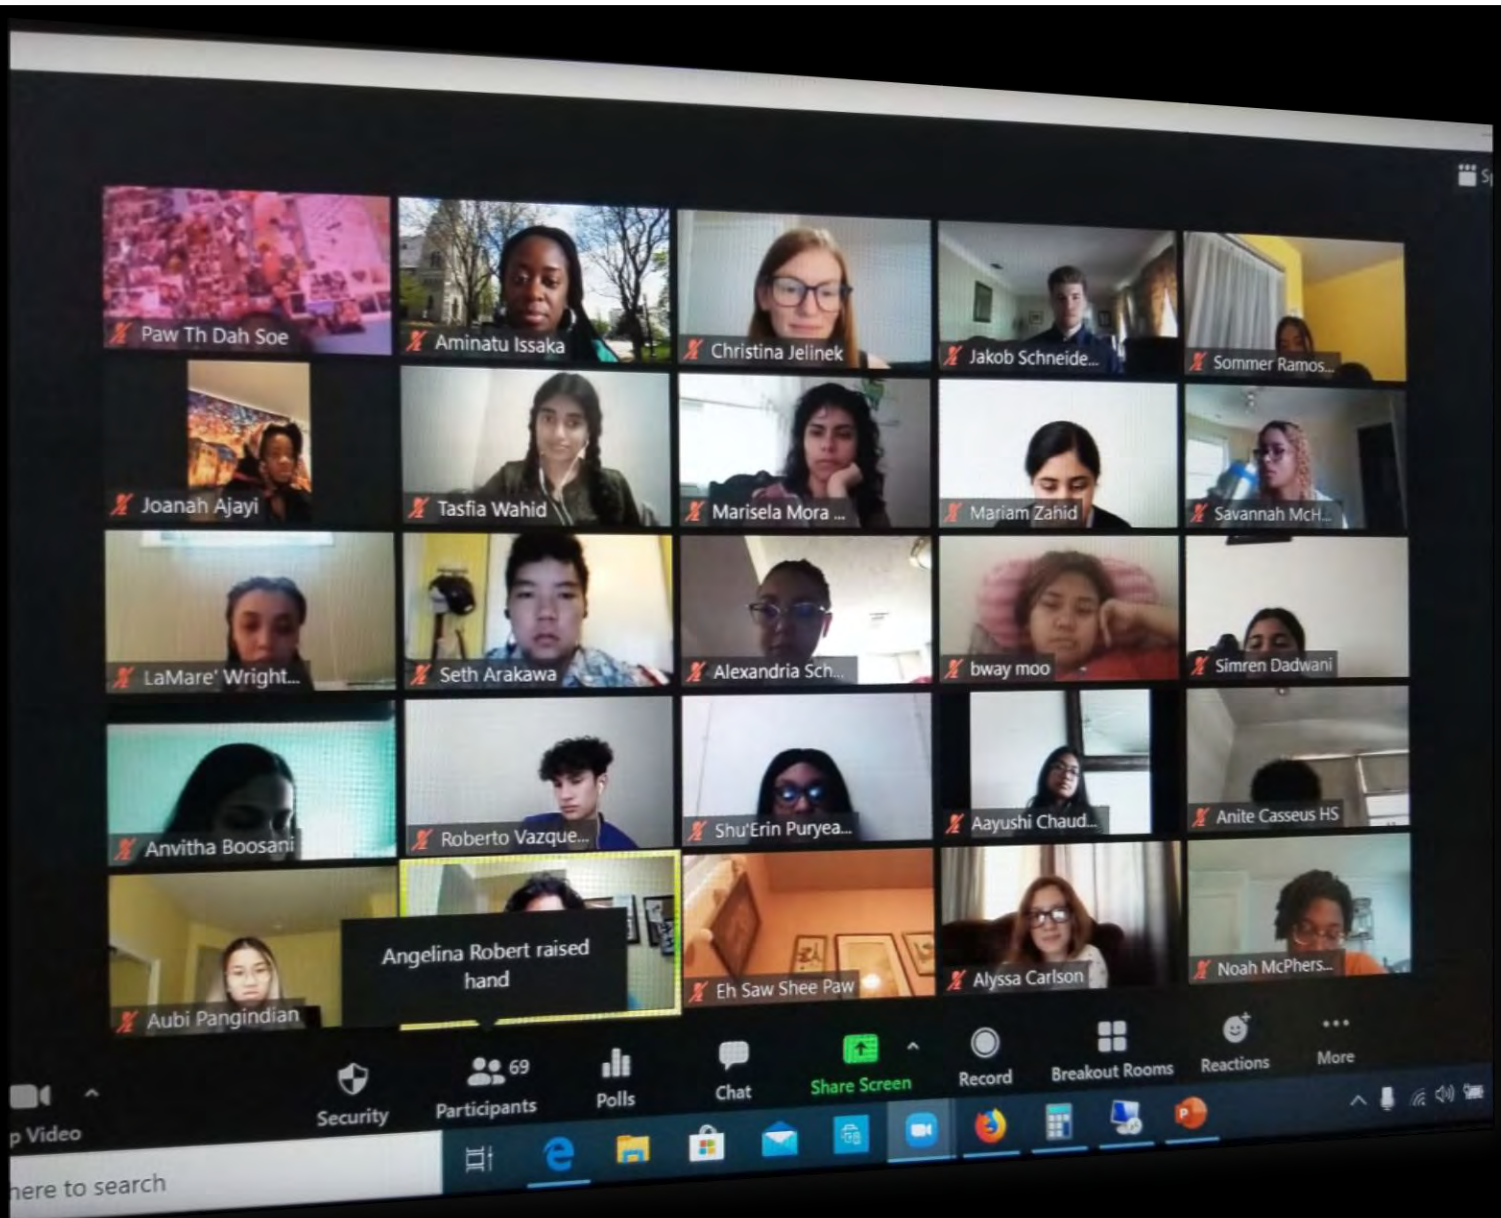 Paw Th Dah Soe
Aminatu Issaka
Christina Jelinek
Jakob Schneide...
Sommer Ramos...
Joanah Ajayi
Tasfia Wahid
Marisela Mora ...
Mariam Zahid
Savannah McH...
LaMare' Wright...
Seth Arakawa
Alexandria Sch...
bway moo
Simren Dadwani
Anvitha Boosani
Roberto Vazque...
Shu'Erin Puryea...
Aayushi Chaud...
Anite Casseus HS
Aubi Pangindian
Angelina Robert raised
hand
Eh Saw Shee Paw
Alyssa Carlson
Noah McPhers...
p Video
Security
69
Participants
Polls
Chat
Share Screen
Record
Breakout Rooms
Reactions
More
here to search